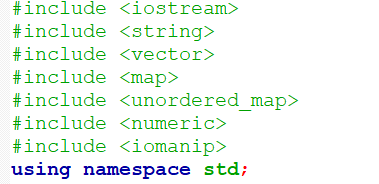 #include <iostream>
#include <string>
#include <vector>
#include <map>
#include <unordered_map>
#include <numeric>
#include <iomanip>
using namespace std;